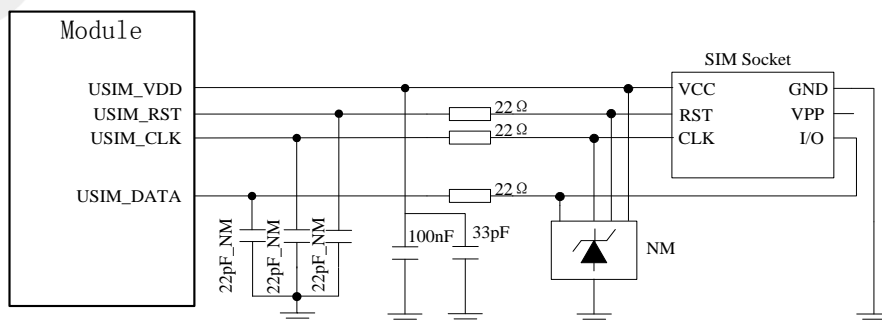 Module
SIM Socket
USIM_VDD
VCC
GND
USIM_RST
22Ω
RST
VPP
USIM_CLK
22Ω
CLK
I/O
USIM_DATA
22Ω
22pF_NM
22pF_NM
22pF_NM
100nF
33pF
NM